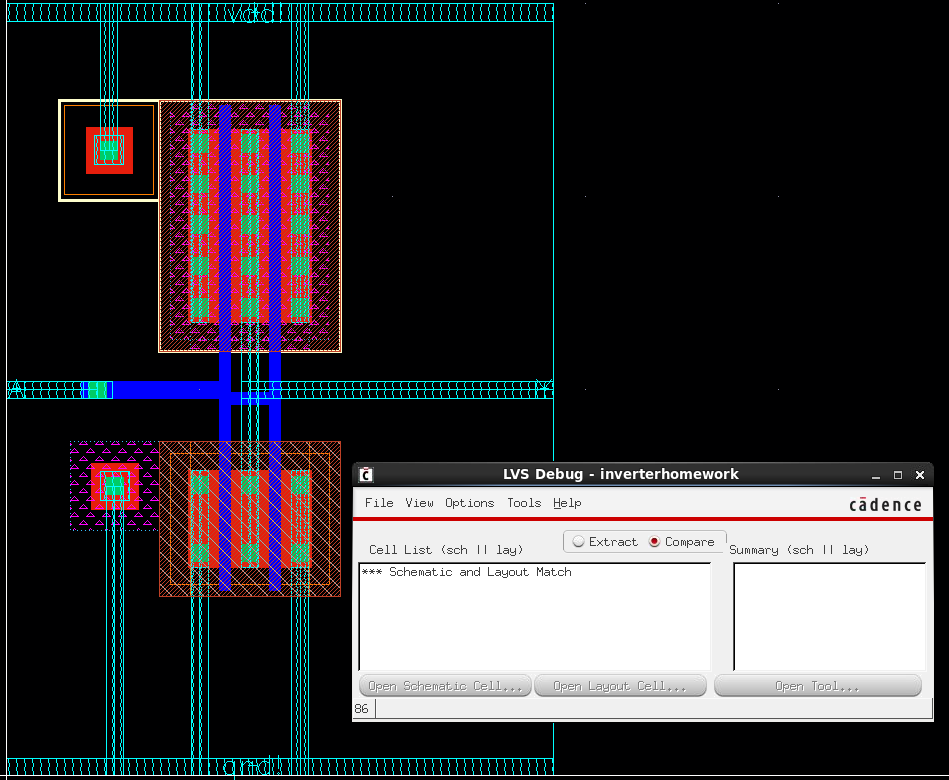 vdd!
A
Y
LVS Debug - inverterhomework
File View Options Tools Help
cādence
Extract Compare
Cell List (sch || lay)
Summary (sch || lay)
*** Schematic and Layout Match
Open Schematic Cell... Open Layout Cell... Open Tool...
86
gnd!